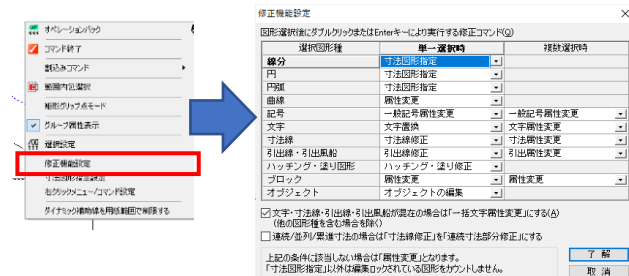 オペレーションパック
コマンド終了
割込みコマンド
範囲内包選択
矩形グリップ点モード
グループ属性表示
選択設定
修正機能設定
寸法図形指定設定
右クリックメニュー/コマンド設定
ダイナミック補助線を用紙範囲で制限する
修正機能設定
図形選択後にダブルクリックまたはEnterキーにより実行する修正コマンド(Q)
選択図形種 単一選択時 複数選択時
線分 寸法図形指定
円 寸法図形指定
円弧 寸法図形指定
曲線 属性変更
記号 一般記号属性変更 一般記号属性変更
文字 文字置換 文字属性変更
寸法線 寸法線修正 寸法線属性変更
引出線・引出風船 引出線修正 引出属性変更
ハッチング・塗り図形 ハッチング・塗り修正
ブロック 属性変更 属性変更
オブジェクト オブジェクトの編集
文字・寸法線・引出線・引出風船が混在の場合は「一括文字属性変更」にする(A)
(他の図形種を含む場合を除く)
連続/並列/累進寸法の場合は「寸法線修正」を「連続寸法部分修正」にする
上記の条件に該当しない場合は「属性変更」となります。
「寸法図形指定」以外は編集ロックされている図形をカウントしません。
了 解
取 消